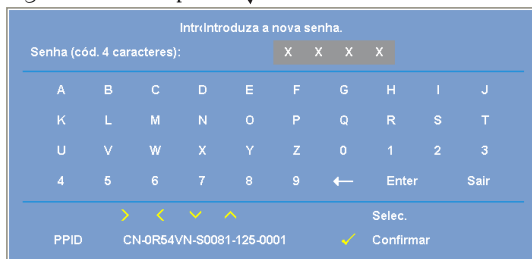 IntrcIntroduza a nova senha.
Senha (cód. 4 caracteres): X X X X
A B C D E F G H I J
K L M N O P Q R S T
U V W X Y Z 0 1 2 3
4 5 6 7 8 9 ← Enter Sair
Selec.
PPID CN-0R54VN-S0081-125-0001 Confirmar